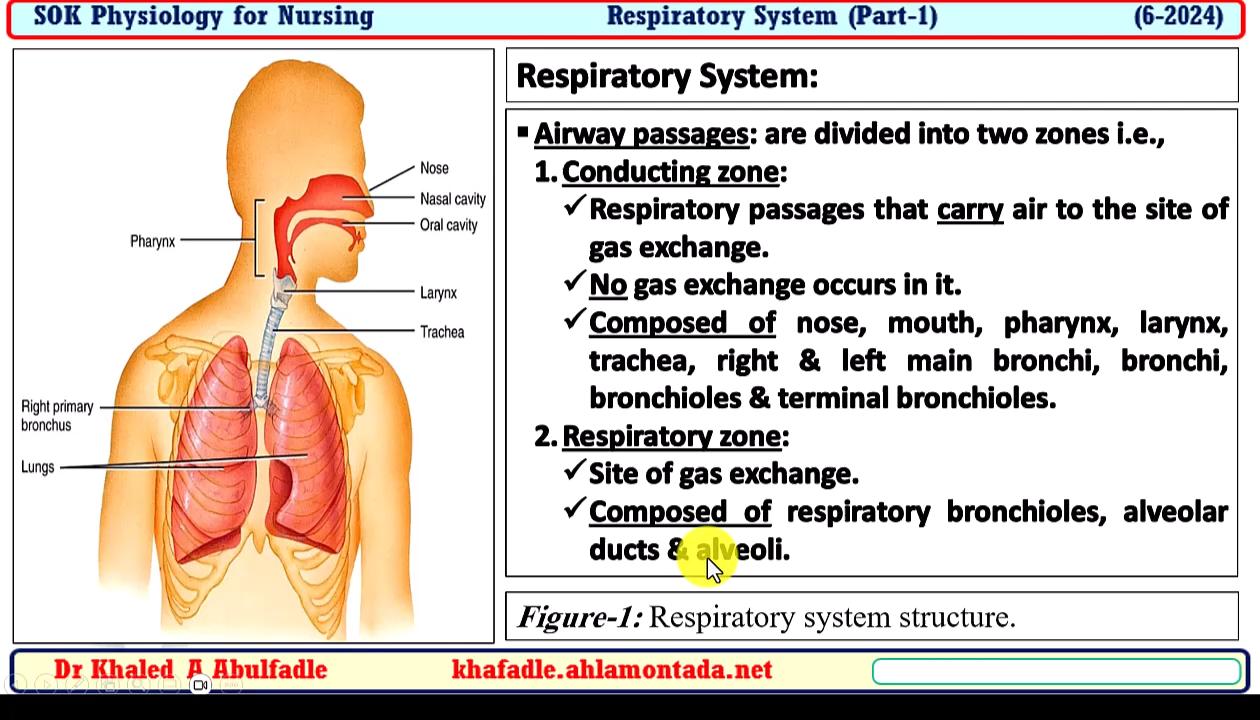 SOK Physiology for Nursing Respiratory System (Part-1) (6-2024)
Nose
Nasal cavity
Oral cavity
Pharynx
Larynx
Trachea
Right primary
bronchus
Lungs
Respiratory System:
▪ Airway passages: are divided into two zones i.e.,
1. Conducting zone:
✓ Respiratory passages that carry air to the site of
gas exchange.
✓ No gas exchange occurs in it.
✓ Composed of nose, mouth, pharynx, larynx,
trachea, right & left main bronchi, bronchi,
bronchioles & terminal bronchioles.
2. Respiratory zone:
✓ Site of gas exchange.
✓ Composed of respiratory bronchioles, alveolar
ducts & alveoli.
Figure-1: Respiratory system structure.
Dr Khaled A Abulfadle khafadle.ahlamontada.net